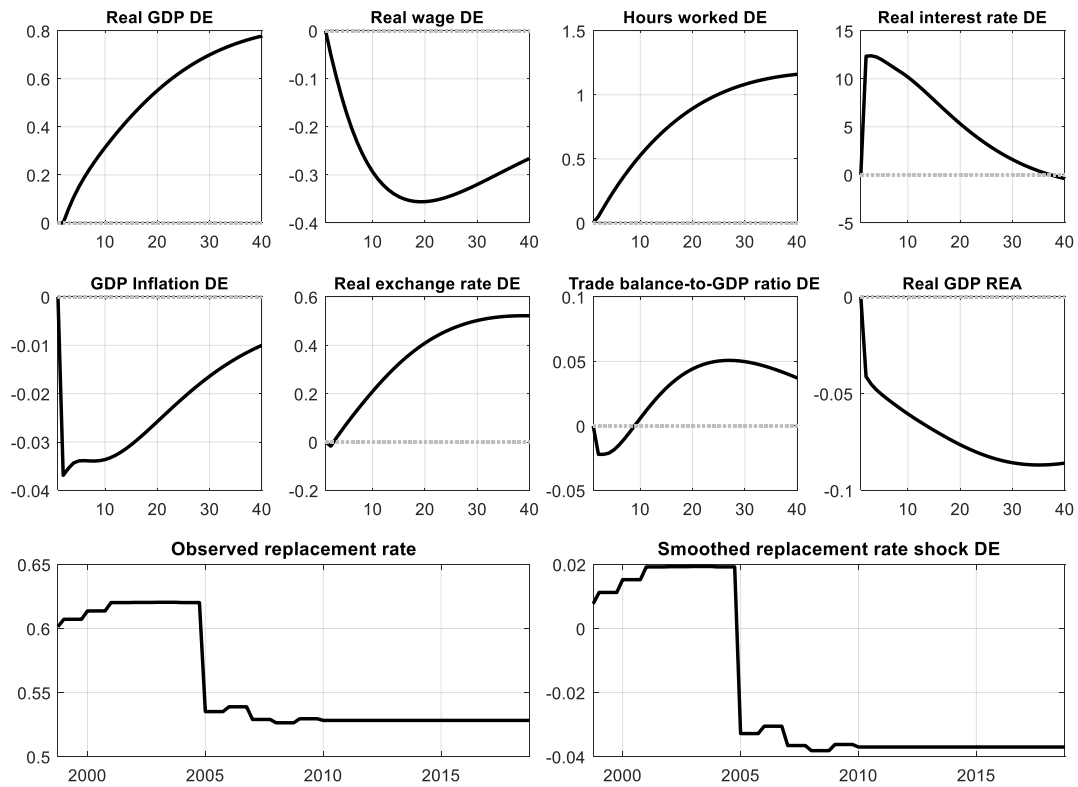 Real GDP DE
0.8
0.6
0.4
0.2
0
10 20 30 40
Real wage DE
0
-0.1
-0.2
-0.3
-0.4
10 20 30 40
Hours worked DE
1.5
1
0.5
0
10 20 30 40
Real interest rate DE
15
10
5
0
-5
10 20 30 40
GDP Inflation DE
0
-0.01
-0.02
-0.03
-0.04
10 20 30 40
Real exchange rate DE
0.6
0.4
0.2
0
-0.2
10 20 30 40
Trade balance-to-GDP ratio DE
0.1
0.05
0
-0.05
10 20 30 40
Real GDP REA
0
-0.05
-0.1
10 20 30 40
Observed replacement rate
0.65
0.6
0.55
0.5
2000 2005 2010 2015
Smoothed replacement rate shock DE
0.02
0
-0.02
-0.04
2000 2005 2010 2015